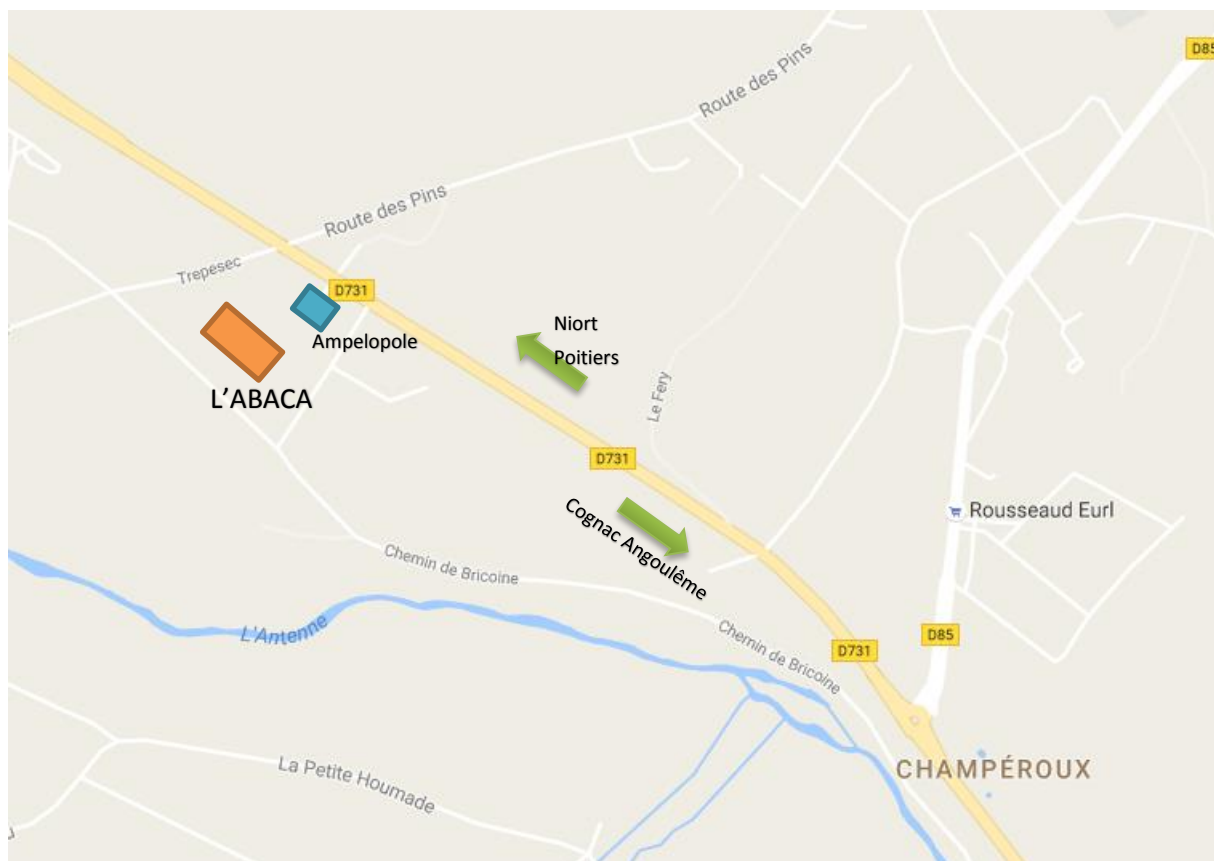 D85
Route des Pins
Route des Pins
Trepesec
D731
Ampelopole
L'ABACA
Niort
Poitiers
Le Fery
D731
Cognac Angoulême
Rousseaud Eurl
Chemin de Bricoine
L'Antenne
Chemin de Bricoine
D731
D85
La Petite Houmade
CHAMPÉROUX